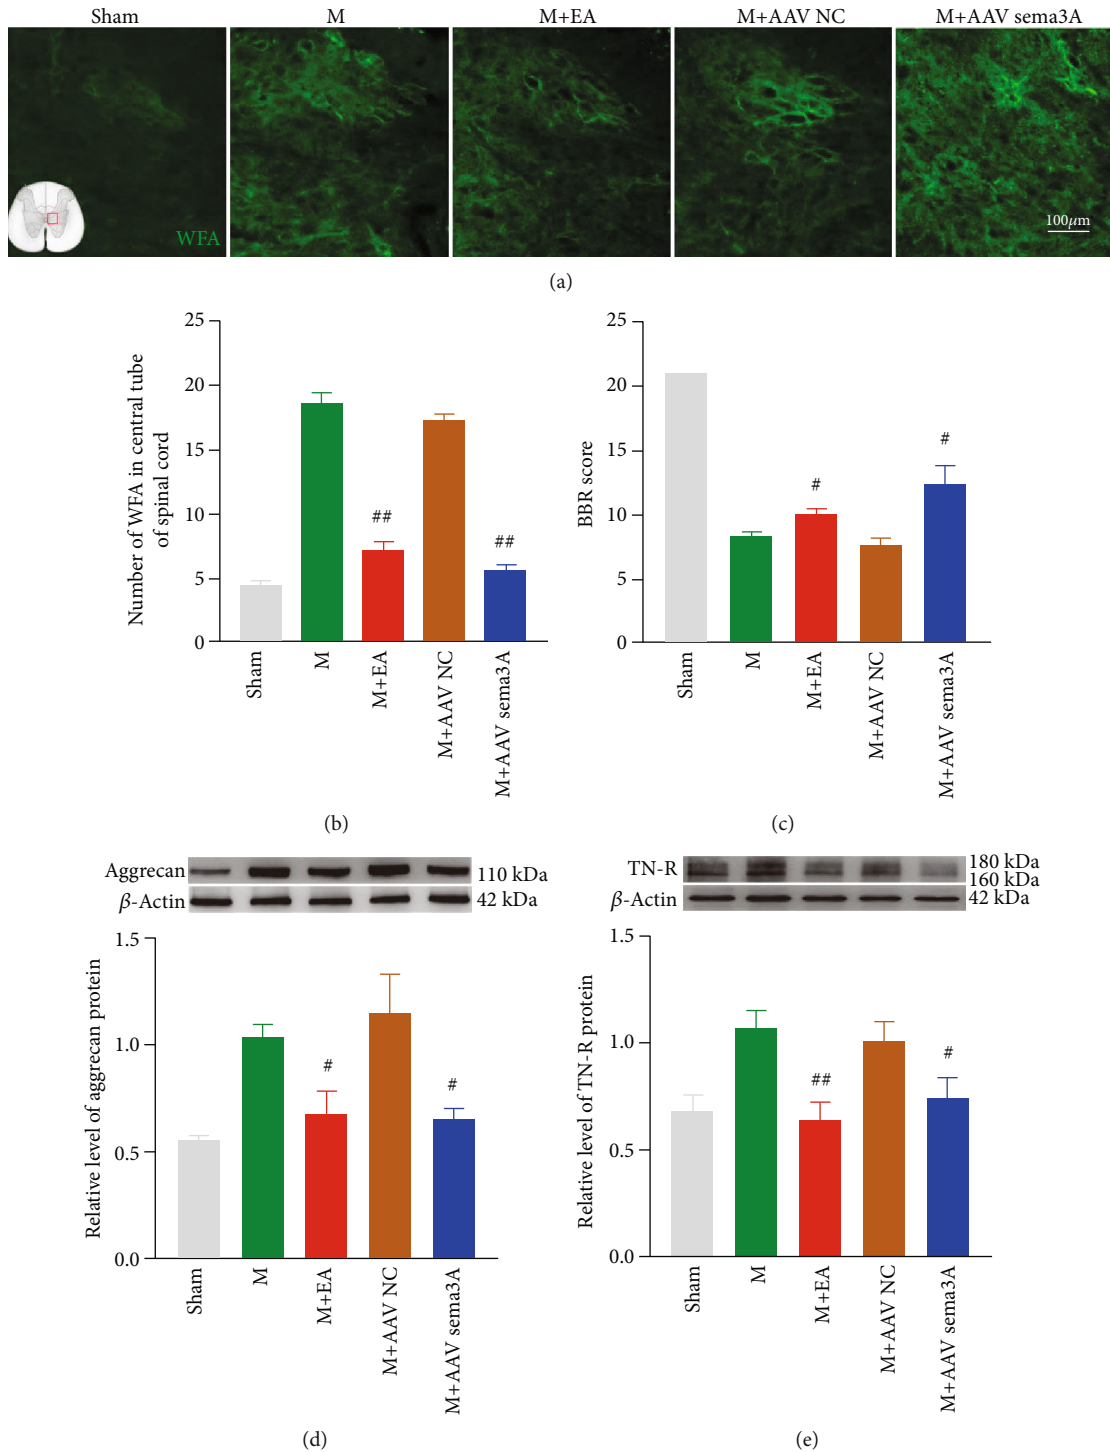 Sham M M+EA M+AAV NC M+AAV sema3A
WFA
100μm
(a)
Number of WFA in central tube
of spinal cord
25
20
15
10
5
0
##
##
Sham
M
M+EA
M+AAV NC
M+AAV sema3A
(b)
BBR score
25
20
15
10
5
0
#
#
Sham
M
M+EA
M+AAV NC
M+AAV sema3A
(c)
Aggrecan 110 kDa
β-Actin 42 kDa
Relative level of aggrecan protein
1.5
1.0
0.5
0.0
#
#
Sham
M
M+EA
M+AAV NC
M+AAV sema3A
(d)
TN-R 180 kDa
160 kDa
β-Actin 42 kDa
Relative level of TN-R protein
1.5
1.0
0.5
0.0
##
#
Sham
M
M+EA
M+AAV NC
M+AAV sema3A
(e)